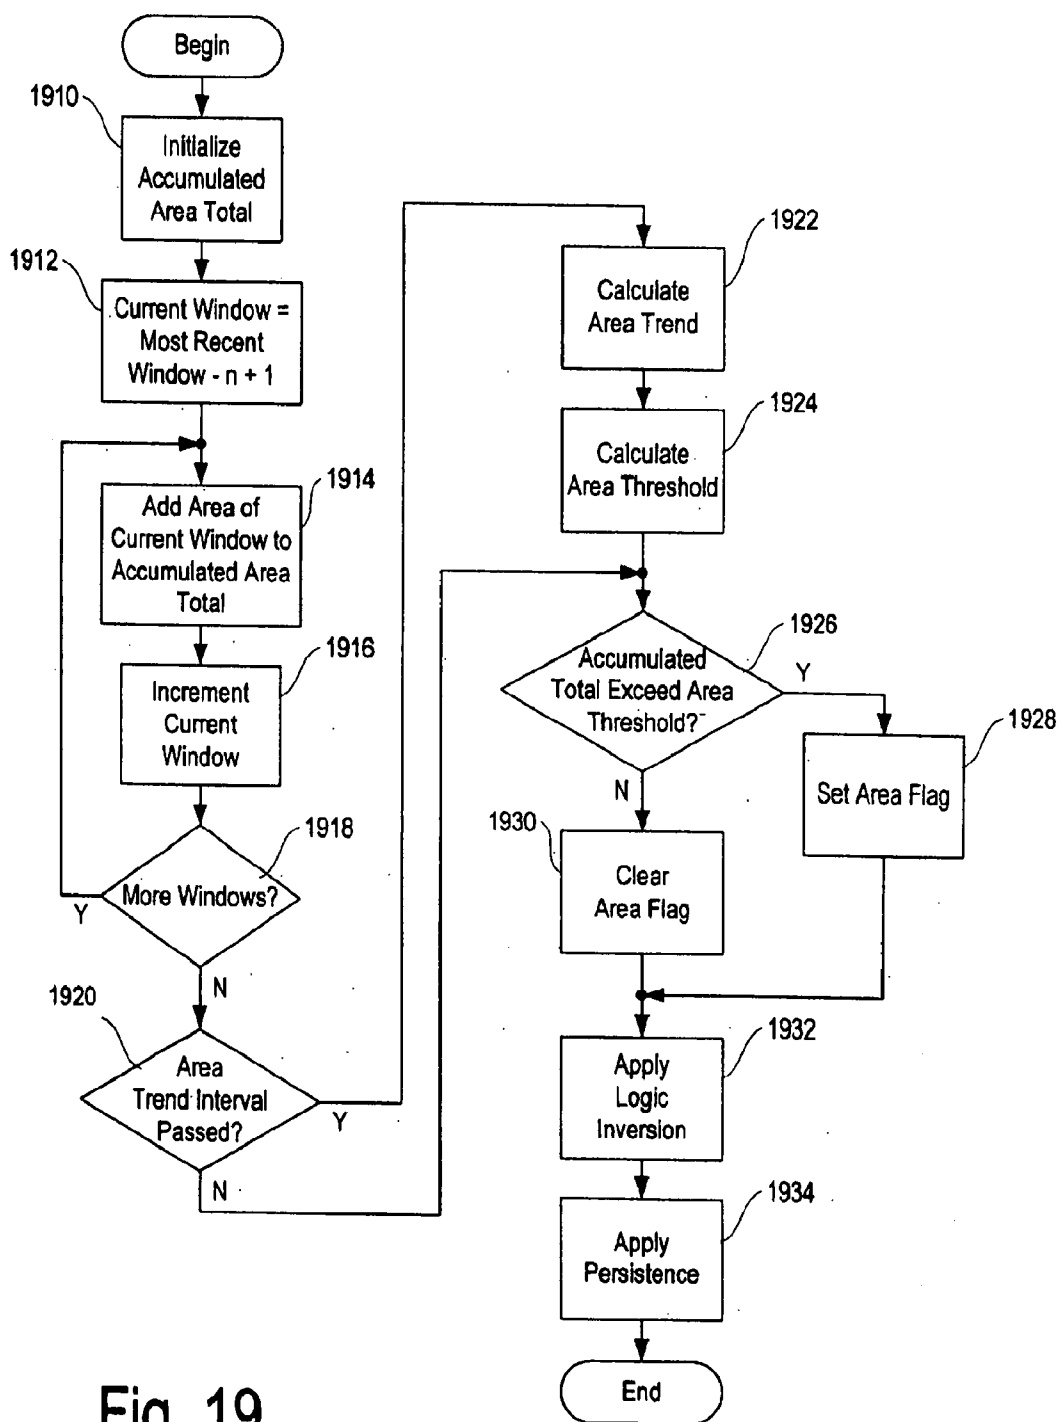 Begin
1910
Initialize
Accumulated
Area Total
1912
Current Window =
Most Recent
Window - n + 1
1914
Add Area of
Current Window to
Accumulated Area
Total
1916
Increment
Current
Window
1918
More Windows?
Y
N
1920
Area
Trend Interval
Passed?
Y
N
1922
Calculate
Area Trend
1924
Calculate
Area Threshold
1926
Accumulated
Total Exceed Area
Threshold?
Y
N
1928
Set Area Flag
1930
Clear
Area Flag
1932
Apply
Logic
Inversion
1934
Apply
Persistence
End
Fig. 19